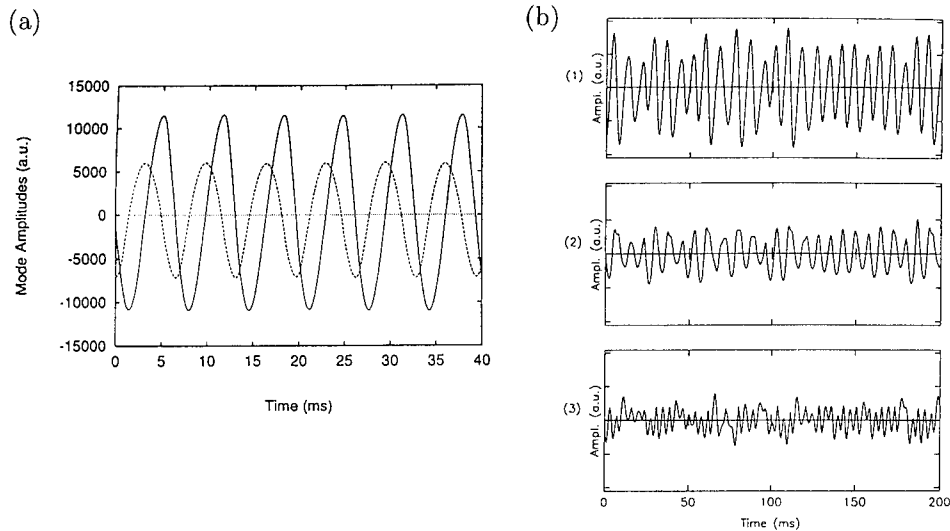 (a)
Mode Amplitudes (a.u.)
15000
10000
5000
0
-5000
-10000
-15000
0 5 10 15 20 25 30 35 40
Time (ms)
(b)
(1)
Ampl. (a.u.)
(2)
Ampl. (a.u.)
(3)
Ampl. (a.u.)
0 50 100 150 200
Time (ms)